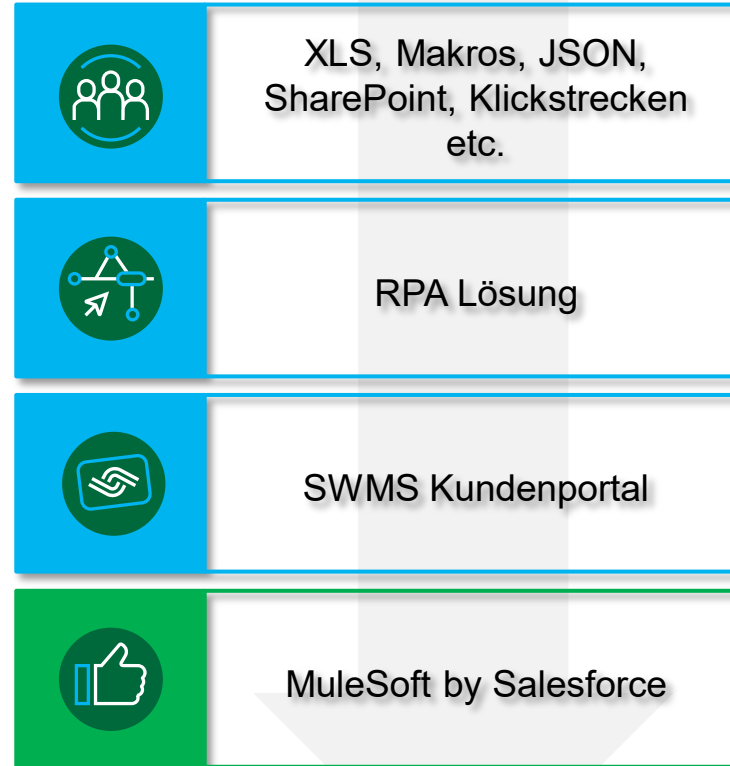 XLS, Makros, JSON,
SharePoint, Klickstrecken
etc.
RPA Lösung
SWMS Kundenportal
MuleSoft by Salesforce